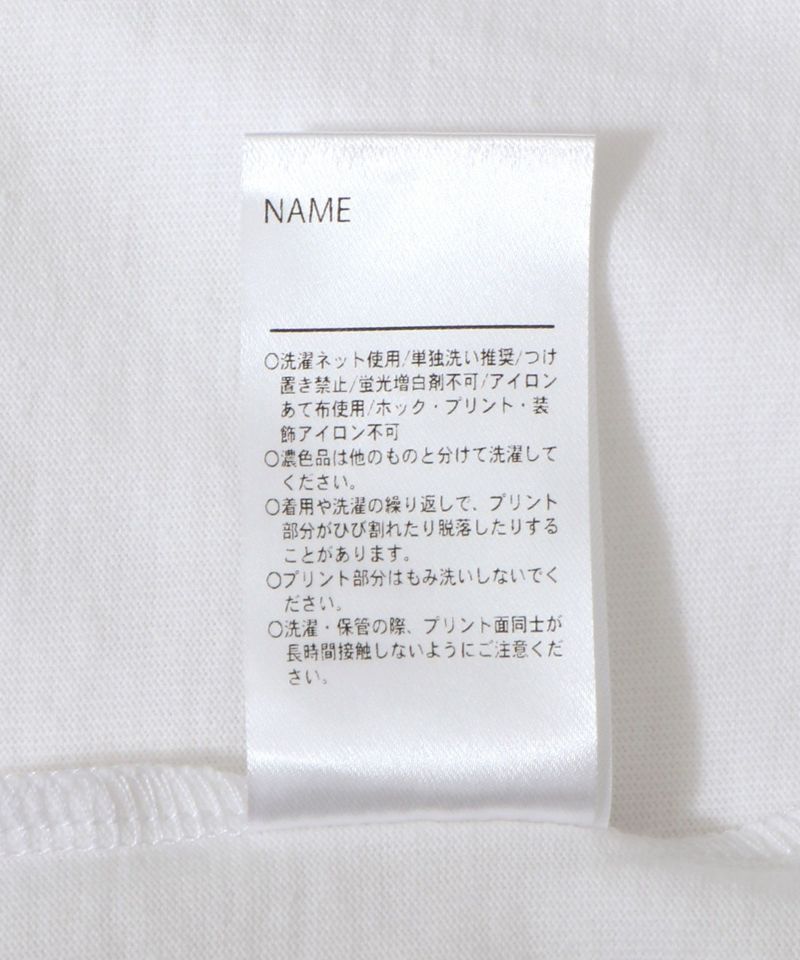 NAME
○洗濯ネット使用/単独洗い推奨/つけ
置き禁止/蛍光増白剤不可/アイロン
あて布使用/ホック・プリント・装
飾アイロン不可
○濃色品は他のものと分けて洗濯して
ください。
○着用や洗濯の繰り返しで、プリント
部分がひび割れたり脱落したりする
ことがあります。
○プリント部分はもみ洗いしないでく
ださい。
○洗濯・保管の際、プリント面同士が
長時間接触しないようにご注意くだ
さい。